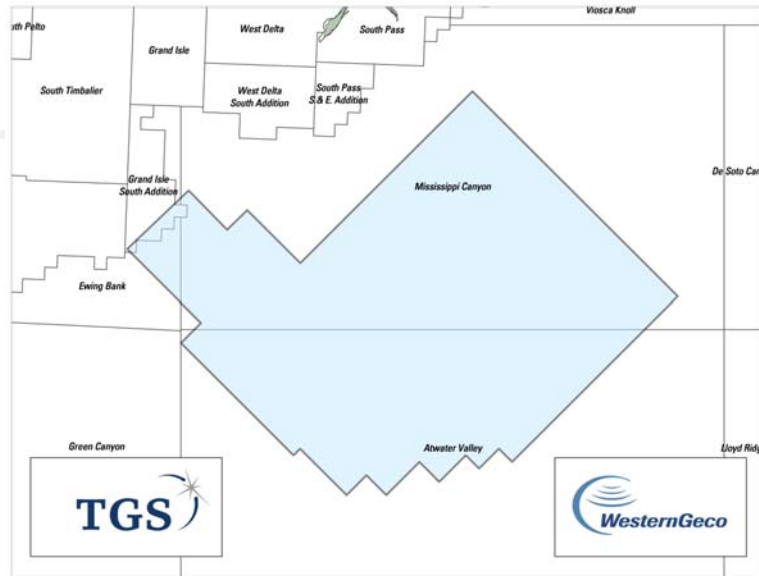 Viosca Knoll
uth Pelto
Grand Isle
West Delta
South Pass
South Timbalier
West Delta
South Addition
South Pass
S.& E. Addition
Grand Isle
South Addition
Mississippi Canyon
De Soto Can
Ewing Bank
Green Canyon
Atwater Valley
Lloyd Ridg
TGS
WesternGeco